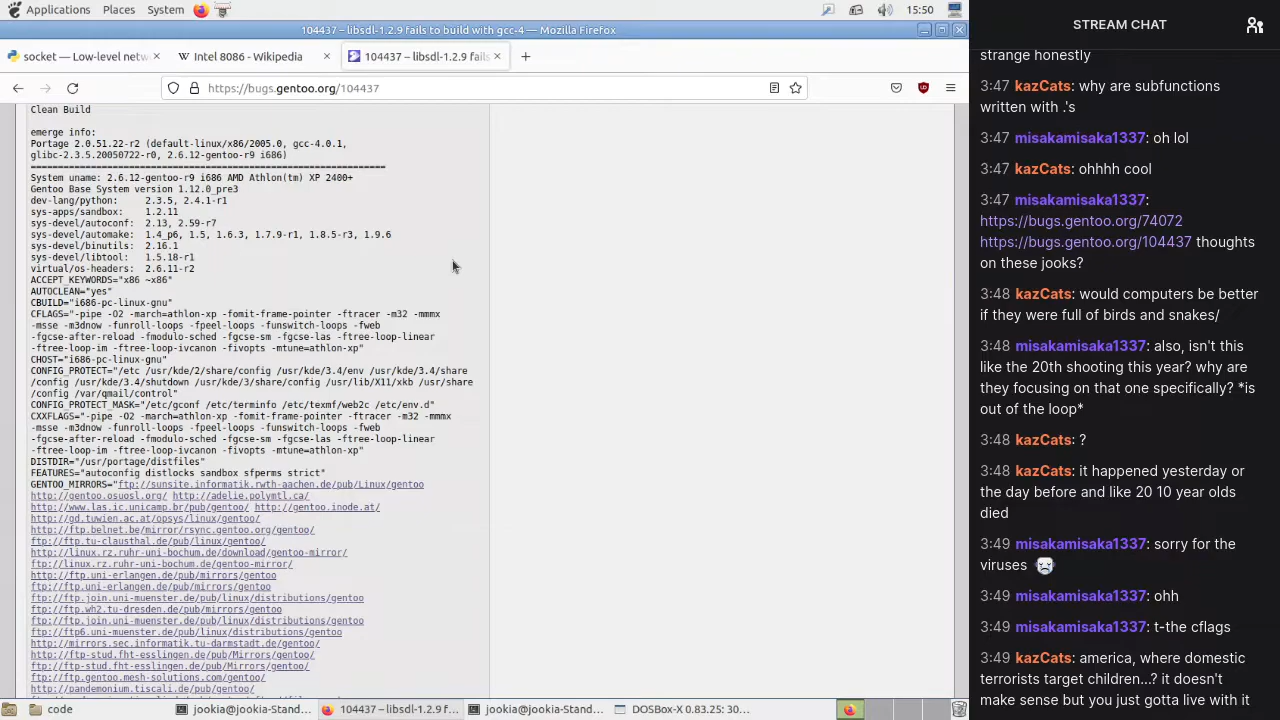 Applications Places System 15:50
104437 – libsdl-1.2.9 fails to build with gcc-4 — Mozilla Firefox
socket — Low-level netw
Intel 8086 - Wikipedia
104437 – libsdl-1.2.9 fails
https://bugs.gentoo.org/104437
Clean Build
emerge info:
Portage 2.0.51.22-r2 (default-linux/x86/2005.0, gcc-4.0.1,
glibc-2.3.5.20050722-r0, 2.6.12-gentoo-r9 i686)
=================================================================
System uname: 2.6.12-gentoo-r9 i686 AMD Athlon(tm) XP 2400+
Gentoo Base System version 1.12.0_pre3
dev-lang/python: 2.3.5, 2.4.1-r1
sys-apps/sandbox: 1.2.11
sys-devel/autoconf: 2.13, 2.59-r7
sys-devel/automake: 1.4_p6, 1.5, 1.6.3, 1.7.9-r1, 1.8.5-r3, 1.9.6
sys-devel/binutils: 2.16.1
sys-devel/libtool: 1.5.18-r1
virtual/os-headers: 2.6.11-r2
ACCEPT_KEYWORDS="x86 ~x86"
AUTOCLEAN="yes"
CBUILD="i686-pc-linux-gnu"
CFLAGS="-pipe -O2 -march=athlon-xp -fomit-frame-pointer -ftracer -m32 -mmmx
-msse -m3dnow -funroll-loops -fpeel-loops -funswitch-loops -fweb
-fgcse-after-reload -fmodulo-sched -fgcse-sm -fgcse-las -ftree-loop-linear
-ftree-loop-im -ftree-loop-ivcanon -fivopts -mtune=athlon-xp"
CHOST="i686-pc-linux-gnu"
CONFIG_PROTECT="/etc /usr/kde/2/share/config /usr/kde/3.4/env /usr/kde/3.4/share
/config /usr/kde/3.4/shutdown /usr/kde/3/share/config /usr/lib/X11/xkb /usr/share
/config /var/qmail/control"
CONFIG_PROTECT_MASK="/etc/gconf /etc/terminfo /etc/texmf/web2c /etc/env.d"
CXXFLAGS="-pipe -O2 -march=athlon-xp -fomit-frame-pointer -ftracer -m32 -mmmx
-msse -m3dnow -funroll-loops -fpeel-loops -funswitch-loops -fweb
-fgcse-after-reload -fmodulo-sched -fgcse-sm -fgcse-las -ftree-loop-linear
-ftree-loop-im -ftree-loop-ivcanon -fivopts -mtune=athlon-xp"
DISTDIR="/usr/portage/distfiles"
FEATURES="autoconfig distlocks sandbox sfperms strict"
GENTOO_MIRRORS="ftp://sunsite.informatik.rwth-aachen.de/pub/Linux/gentoo
http://gentoo.osuosl.org/ http://adelie.polymtl.ca/
http://www.las.ic.unicamp.br/pub/gentoo/ http://gentoo.inode.at/
http://gd.tuwien.ac.at/opsys/linux/gentoo/
http://ftp.belnet.be/mirror/rsync.gentoo.org/gentoo/
ftp://ftp.tu-clausthal.de/pub/linux/gentoo/
http://linux.rz.ruhr-uni-bochum.de/download/gentoo-mirror/
ftp://linux.rz.ruhr-uni-bochum.de/gentoo-mirror/
ftp://ftp.uni-erlangen.de/pub/mirrors/gentoo
ftp://ftp.uni-erlangen.de/pub/mirrors/gentoo
ftp://ftp.join.uni-muenster.de/pub/linux/distributions/gentoo
ftp://ftp.wh2.tu-dresden.de/pub/mirrors/gentoo
ftp://ftp.join.uni-muenster.de/pub/linux/distributions/gentoo
ftp://ftp6.uni-muenster.de/pub/linux/distributions/gentoo
http://mirrors.sec.informatik.tu-darmstadt.de/gentoo/
http://ftp-stud.fht-esslingen.de/pub/Mirrors/gentoo/
ftp://ftp-stud.fht-esslingen.de/pub/Mirrors/gentoo/
ftp://ftp.gentoo.mesh-solutions.com/gentoo/
http://pandemonium.tiscali.de/pub/gentoo/
code
jookia@jookia-Stand...
104437 – libsdl-1.2.9 f...
jookia@jookia-Stand...
DOSBox-X 0.83.25: 30...
STREAM CHAT
strange honestly
3:47 kazCats: why are subfunctions
written with .'s
3:47 misakamisaka1337: oh lol
3:47 kazCats: ohhhh cool
3:47 misakamisaka1337:
https://bugs.gentoo.org/74072
https://bugs.gentoo.org/104437 thoughts
on these jooks?
3:48 kazCats: would computers be better
if they were full of birds and snakes/
3:48 misakamisaka1337: also, isn't this
like the 20th shooting this year? why are
they focusing on that one specifically? *is
out of the loop*
3:48 kazCats: ?
3:48 kazCats: it happened yesterday or
the day before and like 20 10 year olds
died
3:49 misakamisaka1337: sorry for the
viruses
3:49 misakamisaka1337: ohh
3:49 misakamisaka1337: t-the cflags
3:49 kazCats: america, where domestic
terrorists target children...? it doesn't
make sense but you just gotta live with it